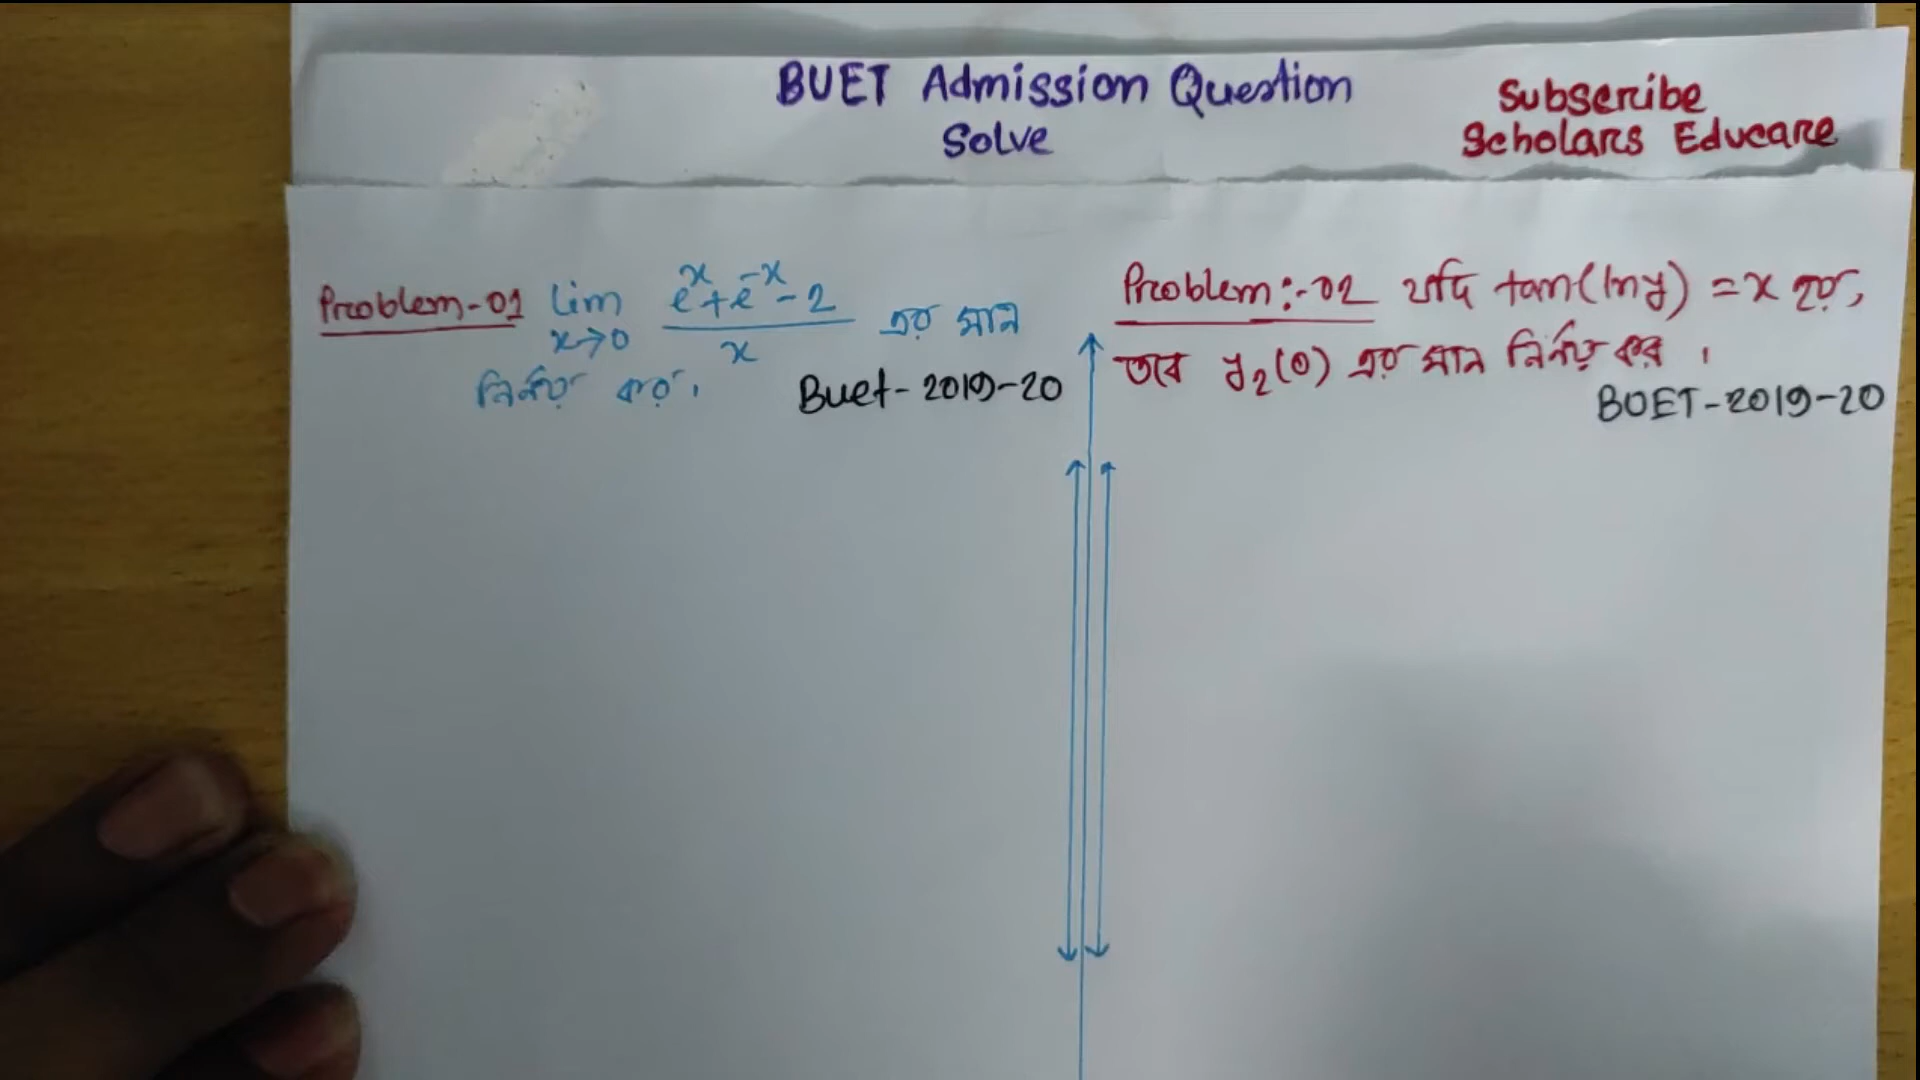 BUET Admission Question
Solve
Subscribe
Scholars Educare
Problem-01 lim x→0 (e^x + e^-x - 2)/x এর মান
নির্ণয় কর।
Buet-2019-20
Problem:-02 যদি tan(lny) = x হয়,
তবে y₂(0) এর মান নির্ণয় কর।
BUET-2019-20